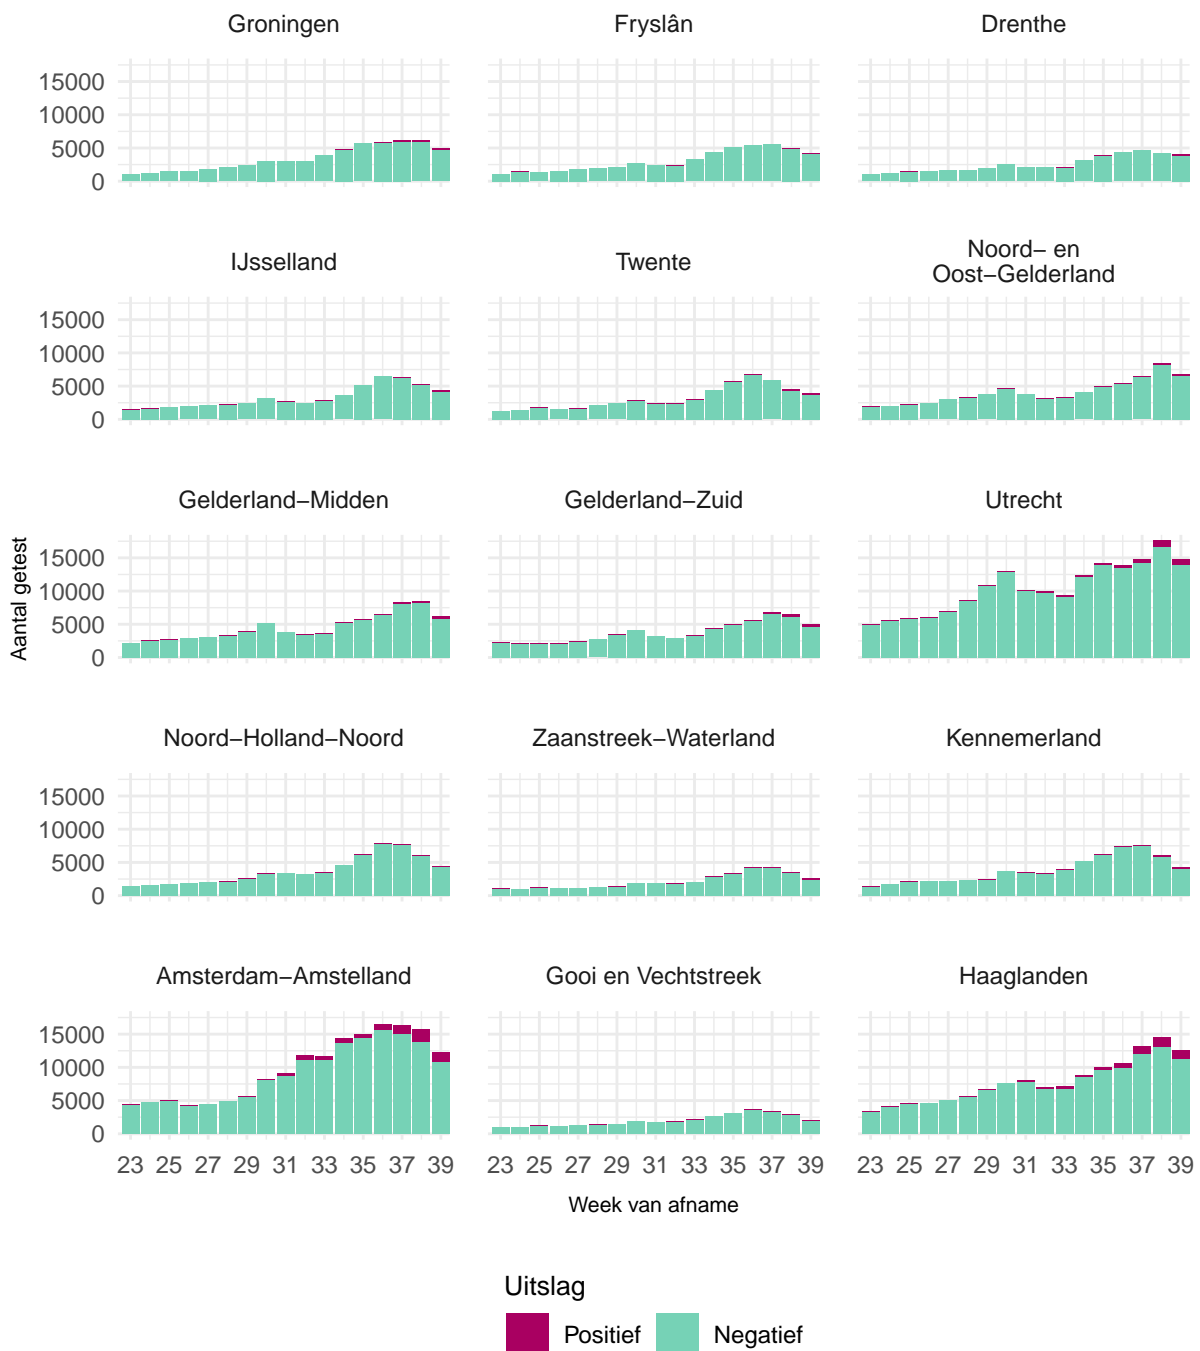 Groningen
Fryslân
Drenthe
15000
10000
5000
0
IJsselland
Twente
Noord− en
Oost−Gelderland
15000
10000
5000
0
Gelderland−Midden
Gelderland−Zuid
Utrecht
15000
10000
5000
0
Aantal getest
Noord−Holland−Noord
Zaanstreek−Waterland
Kennemerland
15000
10000
5000
0
Amsterdam−Amstelland
Gooi en Vechtstreek
Haaglanden
15000
10000
5000
0
23 25 27 29 31 33 35 37 39
23 25 27 29 31 33 35 37 39
23 25 27 29 31 33 35 37 39
Week van afname
Uitslag
Positief
Negatief